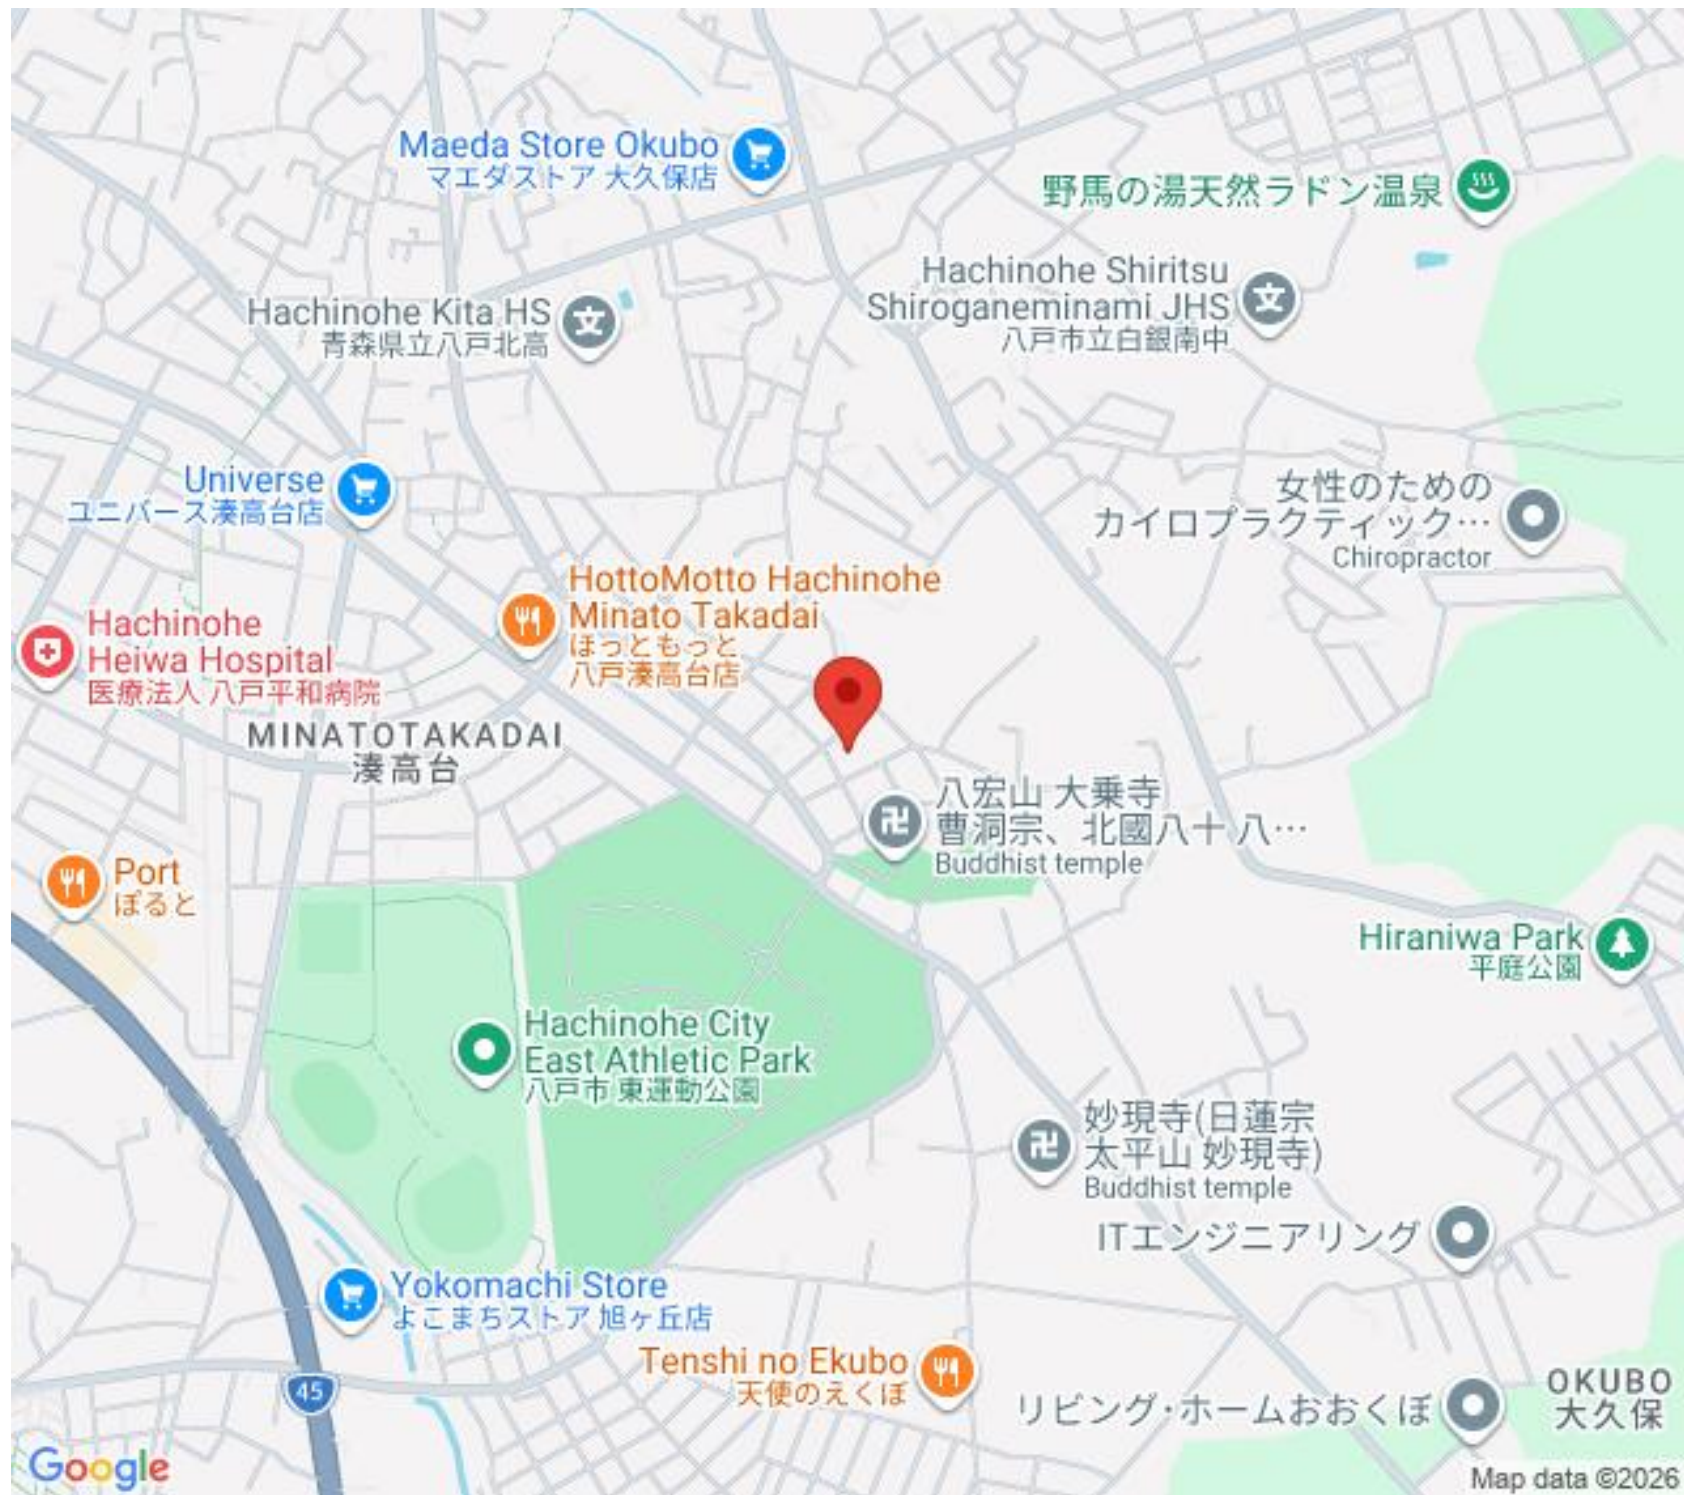 Maeda Store Okubo
マエダストア 大久保店
野馬の湯天然ラドン温泉
Hachinohe Shiritsu
Shiroganeminami JHS
八戸市立白銀南中
Hachinohe Kita HS
青森県立八戸北高
Universe
ユニバース湊高台店
女性のための
カイロプラクティック…
Chiropractor
HottoMotto Hachinohe
Minato Takadai
ほっともっと
八戸湊高台店
Hachinohe
Heiwa Hospital
医療法人 八戸平和病院
MINATOTAKADAI
湊高台
八宏山 大乗寺
曹洞宗、北國八十 八…
Buddhist temple
Port
ぽると
Hiraniwa Park
平庭公園
Hachinohe City
East Athletic Park
八戸市 東運動公園
妙現寺(日蓮宗
太平山 妙現寺)
Buddhist temple
ITエンジニアリング
Yokomachi Store
よこまちストア 旭ヶ丘店
Tenshi no Ekubo
天使のえくぼ
45
リビング・ホームおおくぼ
OKUBO
大久保
Google
Map data ©2026